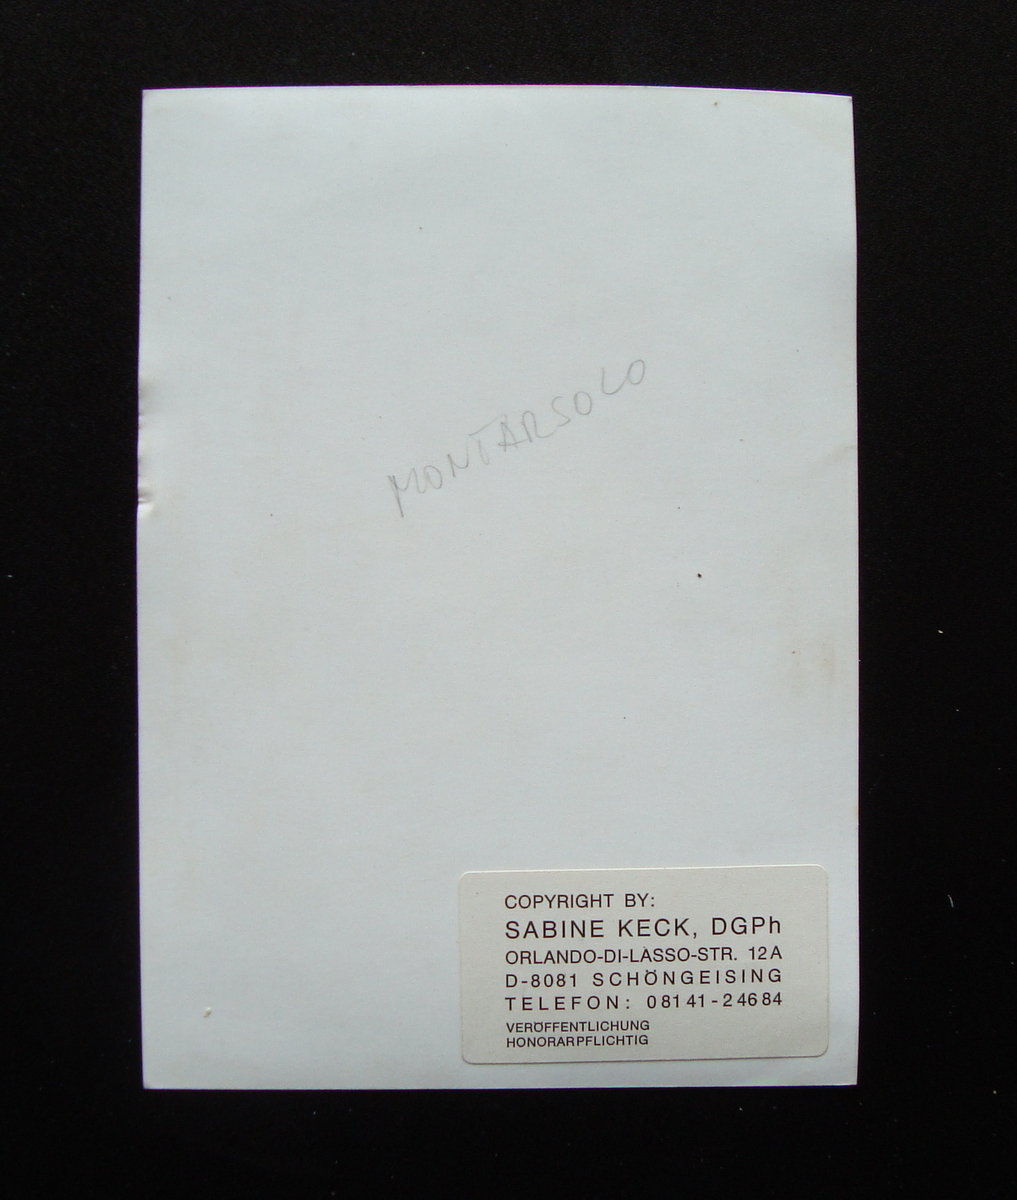 MONTARSOLO
COPYRIGHT BY:
SABINE KECK, DGPh
ORLANDO-DI-LASSO-STR. 12A
D-8081 SCHÖNGEISING
TELEFON: 08141-24684
VERÖFFENTLICHUNG
HONORARPFLICHTIG